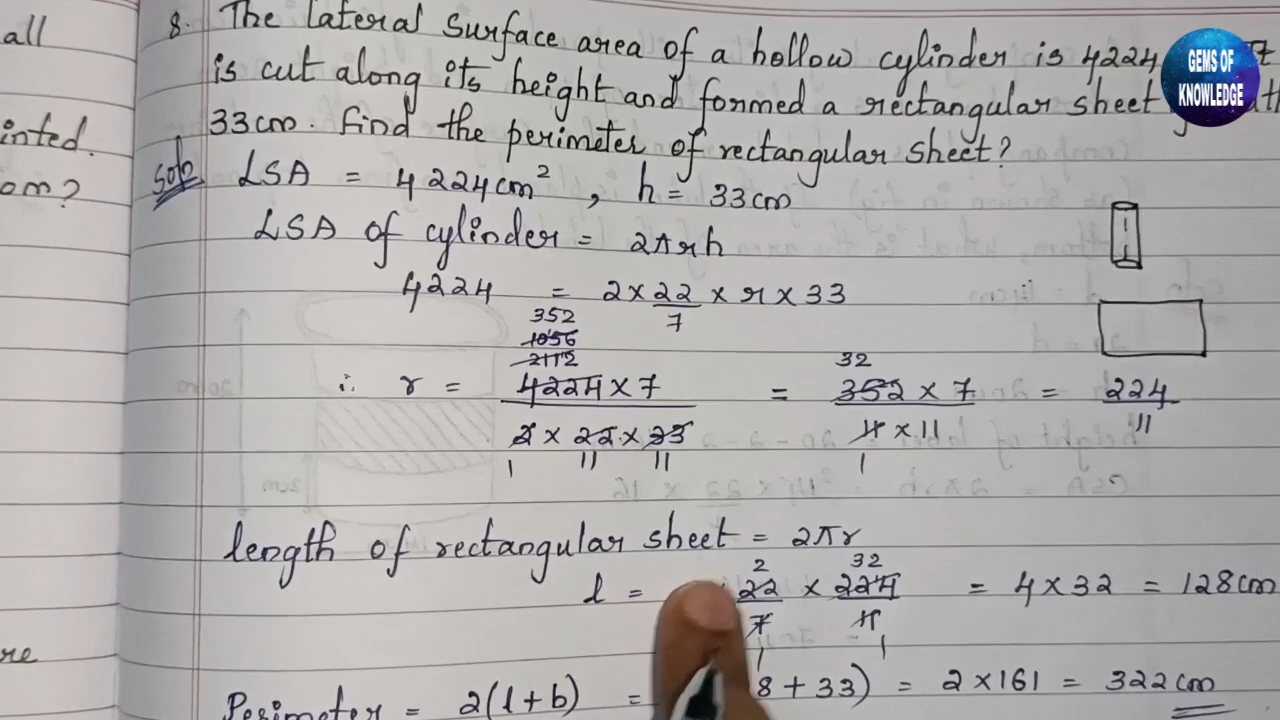 all
inted.
om?
re
8. The lateral surface area of a hollow cylinder is 4224
is cut along its height and formed a rectangular sheet
33cm. Find the perimeter of rectangular sheet?
GEMS OF
KNOWLEDGE
Soln LSA = 4224cm², h = 33cm
LSA of cylinder = 2πrh
4224 = 2 × 22/7 × r × 33
352
1056
2112
∴ r = 4224 × 7 / 2 × 22 × 33 = 352 × 7 / 11 × 11 = 224/11
32
1 11 11 1
length of rectangular sheet = 2πr
2 32
l = 22/7 × 224/11 = 4 × 32 = 128cm
1 1
Perimeter = 2(l+b) = 8 + 33) = 2 × 161 = 322cm